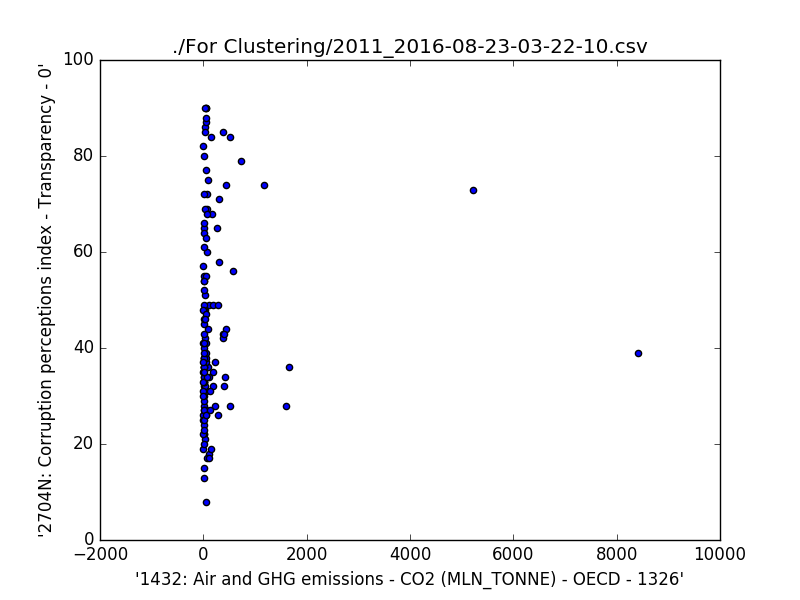 ./For Clustering/2011_2016-08-23-03-22-10.csv
100
80
60
40
20
0
'2704N: Corruption perceptions index - Transparency - 0'
−2000 0 2000 4000 6000 8000 10000
'1432: Air and GHG emissions - CO2 (MLN_TONNE) - OECD - 1326'